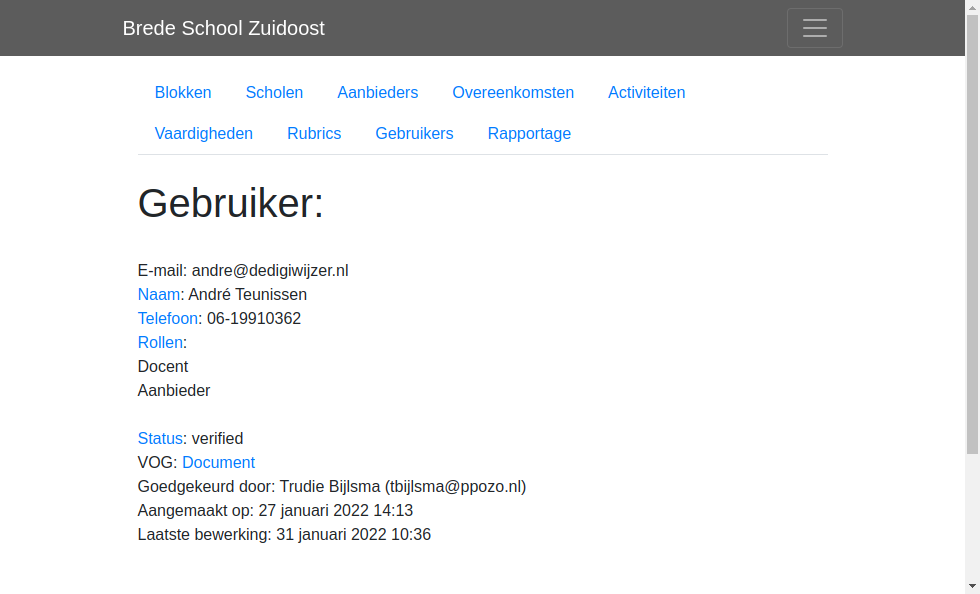 Brede School Zuidoost
Blokken Scholen Aanbieders Overeenkomsten Activiteiten
Vaardigheden Rubrics Gebruikers Rapportage
Gebruiker:
E-mail: andre@dedigiwijzer.nl
Naam: André Teunissen
Telefoon: 06-19910362
Rollen:
Docent
Aanbieder
Status: verified
VOG: Document
Goedgekeurd door: Trudie Bijlsma (tbijlsma@ppozo.nl)
Aangemaakt op: 27 januari 2022 14:13
Laatste bewerking: 31 januari 2022 10:36